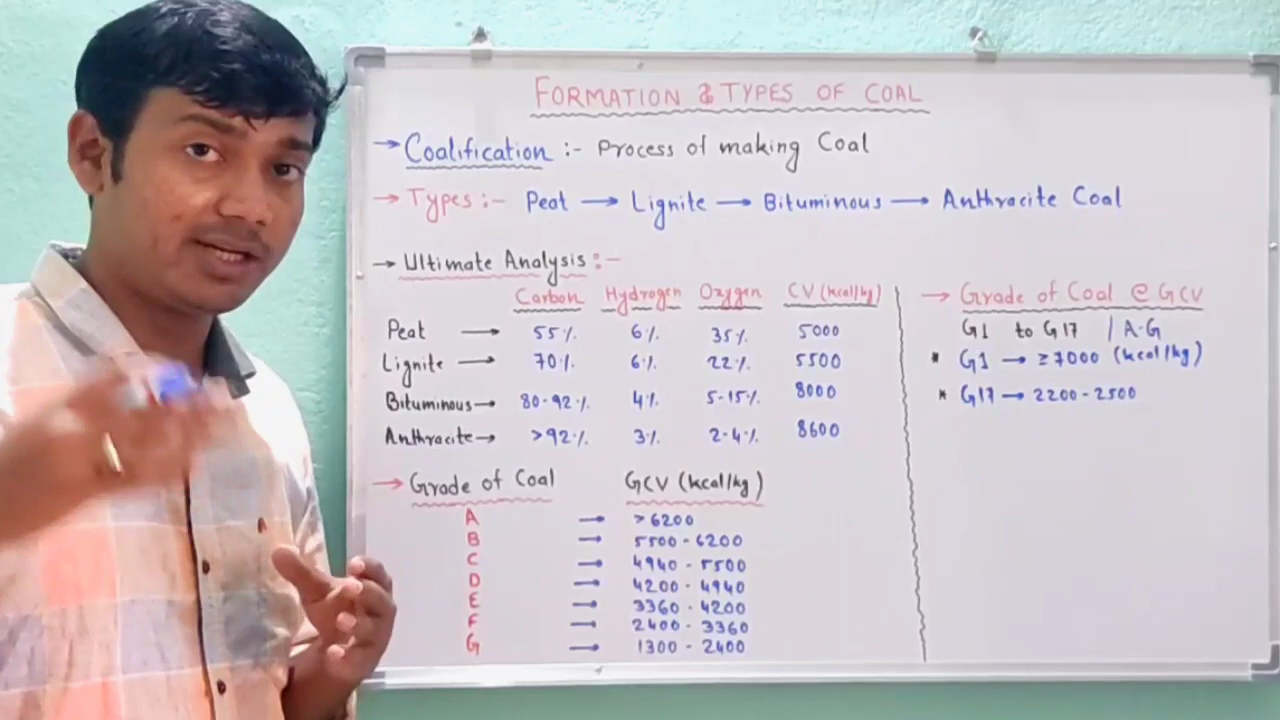 FORMATION & TYPES OF COAL
→ Coalification :- Process of making Coal
→ Types :- Peat → Lignite → Bituminous → Anthracite Coal
→ Ultimate Analysis :-
Carbon Hydrogen Oxygen CV (kcal/kg)
Peat → 55% 6% 35% 5000
Lignite → 70% 6% 22% 5500
Bituminous → 80-92% 4% 5-15% 8000
Anthracite → >92% 3% 2-4% 8600
→ Grade of Coal GCV (kcal/kg)
A → >6200
B → 5500 - 6200
C → 4940 - 5500
D → 4200 - 4940
E → 3360 - 4200
F → 2400 - 3360
G → 1300 - 2400
→ Grade of Coal @ GCV
G1 to G17 / A-G
* G1 → ≥7000 (kcal/kg)
* G17 → 2200-2500